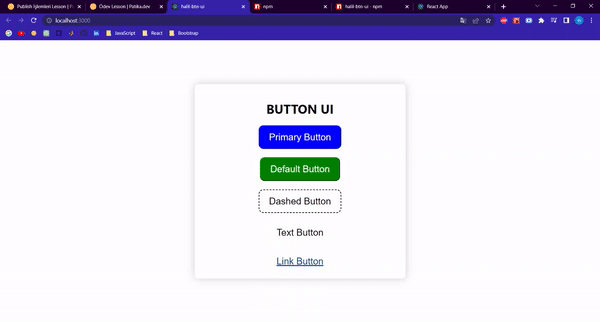 Publish İşlemleri Lesson | P
Ödev Lesson | Patika.dev
halil-btn-ui
npm
halil-btn-ui - npm
React App
localhost:3000
JavaScript
React
Bootstrap
BUTTON UI
Primary Button
Default Button
Dashed Button
Text Button
Link Button